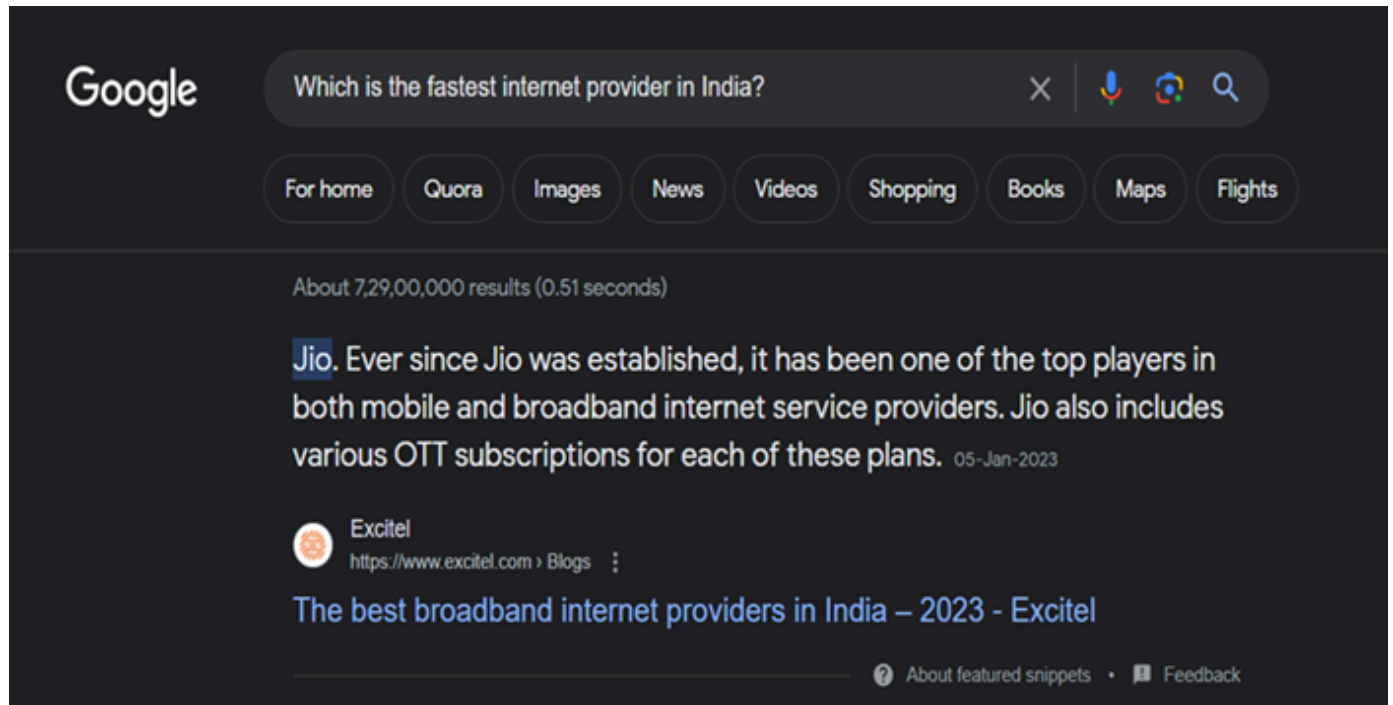 Google
Which is the fastest internet provider in India?
For home Quora Images News Videos Shopping Books Maps Flights
About 7,29,00,000 results (0.51 seconds)
Jio. Ever since Jio was established, it has been one of the top players in
both mobile and broadband internet service providers. Jio also includes
various OTT subscriptions for each of these plans. 05-Jan-2023
Excitel
https://www.excitel.com › Blogs
The best broadband internet providers in India – 2023 - Excitel
About featured snippets • Feedback